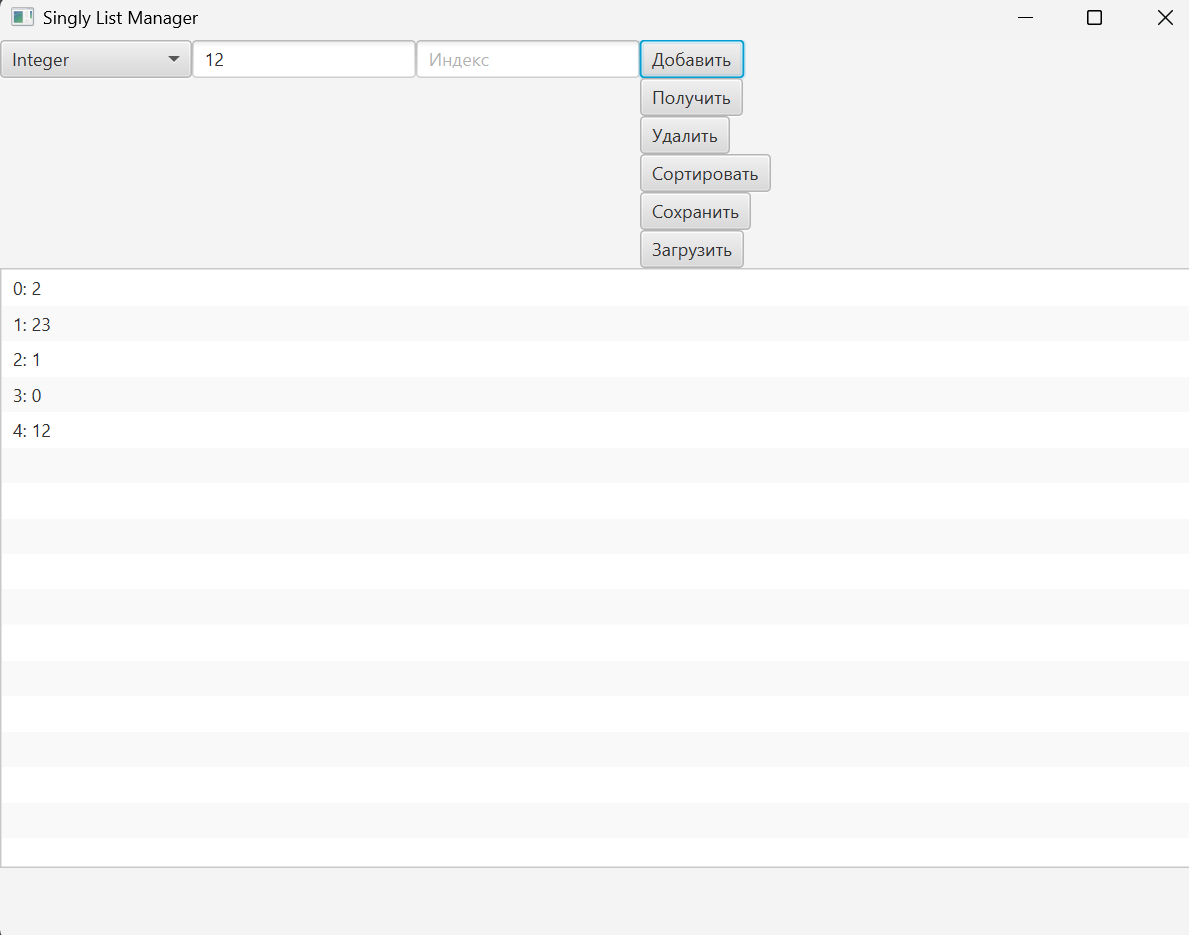 Singly List Manager
Integer 12 Индекс Добавить
Получить
Удалить
Сортировать
Сохранить
Загрузить
0: 2
1: 23
2: 1
3: 0
4: 12